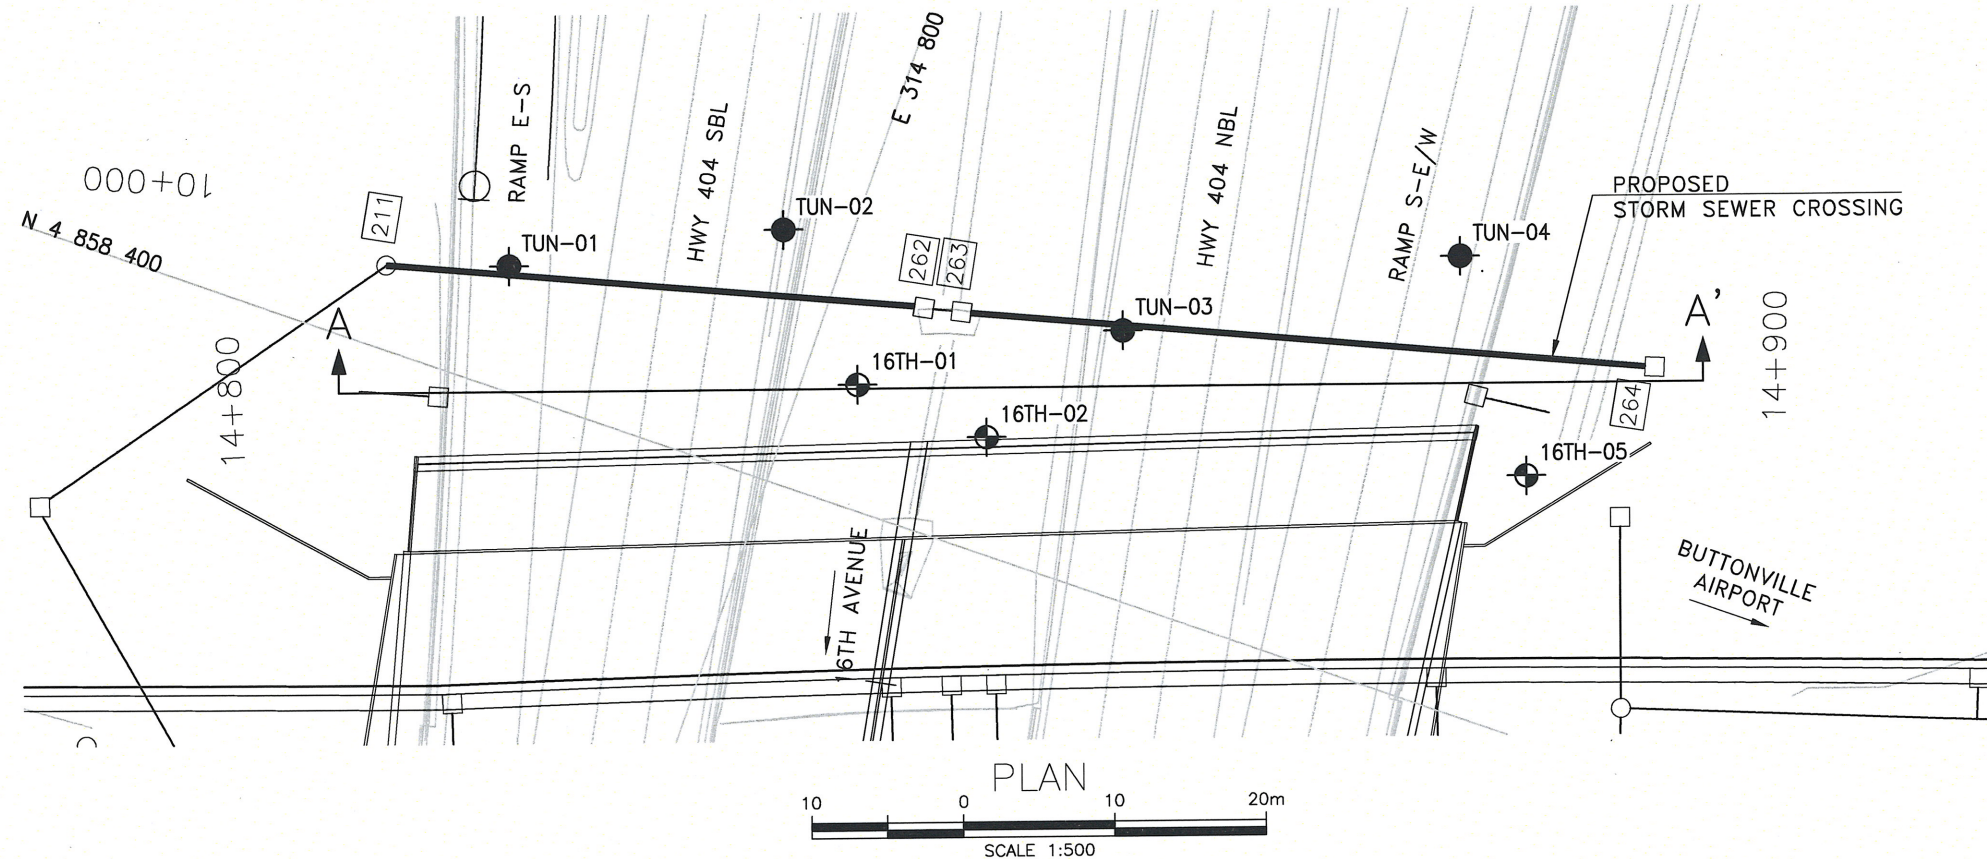 E 314 800
RAMP E-S
HWY 404 SBL
HWY 404 NBL
RAMP S-E/W
10+000
N 4 858 400
211
PROPOSED
STORM SEWER CROSSING
TUN-01
TUN-02
262
263
TUN-04
TUN-03
A
A'
14+800
14+900
16TH-01
264
16TH-02
16TH-05
16TH AVENUE
BUTTONVILLE
AIRPORT
PLAN
10 0 10 20m
SCALE 1:500